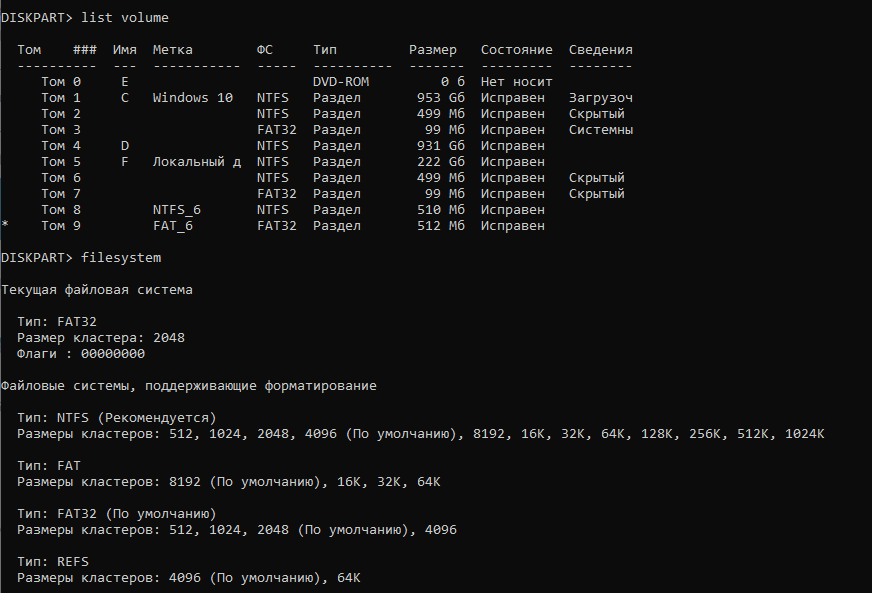 DISKPART> list volume
Том ### Имя Метка ФС Тип Размер Состояние Сведения
---------- --- ----------- ----- ---------- ------- --------- --------
Том 0 E DVD-ROM 0 б Нет носит
Том 1 C Windows 10 NTFS Раздел 953 Gб Исправен Загрузоч
Том 2 NTFS Раздел 499 Mб Исправен Скрытый
Том 3 FAT32 Раздел 99 Mб Исправен Системны
Том 4 D NTFS Раздел 931 Gб Исправен
Том 5 F Локальный д NTFS Раздел 222 Gб Исправен
Том 6 NTFS Раздел 499 Mб Исправен Скрытый
Том 7 FAT32 Раздел 99 Mб Исправен Скрытый
Том 8 NTFS_6 NTFS Раздел 510 Mб Исправен
* Том 9 FAT_6 FAT32 Раздел 512 Mб Исправен
DISKPART> filesystem
Текущая файловая система
Тип: FAT32
Размер кластера: 2048
Флаги : 00000000
Файловые системы, поддерживающие форматирование
Тип: NTFS (Рекомендуется)
Размеры кластеров: 512, 1024, 2048, 4096 (По умолчанию), 8192, 16K, 32K, 64K, 128K, 256K, 512K, 1024K
Тип: FAT
Размеры кластеров: 8192 (По умолчанию), 16K, 32K, 64K
Тип: FAT32 (По умолчанию)
Размеры кластеров: 512, 1024, 2048 (По умолчанию), 4096
Тип: REFS
Размеры кластеров: 4096 (По умолчанию), 64K